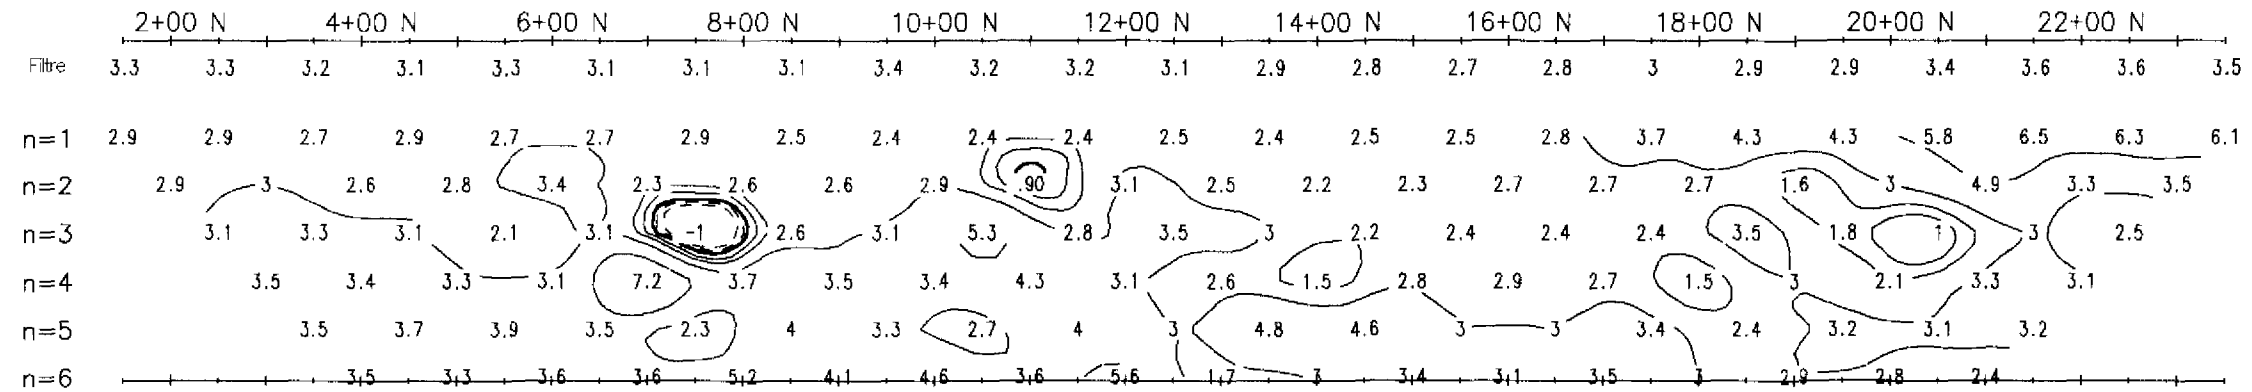 2+00 N 4+00 N 6+00 N 8+00 N 10+00 N 12+00 N 14+00 N 16+00 N 18+00 N 20+00 N 22+00 N
Filtre 3.3 3.3 3.2 3.1 3.3 3.1 3.1 3.1 3.4 3.2 3.2 3.1 2.9 2.8 2.7 2.8 3 2.9 2.9 3.4 3.6 3.6 3.5
n=1 2.9 2.9 2.7 2.9 2.7 2.7 2.9 2.5 2.4 2.4 2.4 2.5 2.4 2.5 2.5 2.8 3.7 4.3 4.3 5.8 6.5 6.3 6.1
n=2 2.9 3 2.6 2.8 3.4 2.3 2.6 2.6 2.9 .90 3.1 2.5 2.2 2.3 2.7 2.7 2.7 1.6 3 4.9 3.3 3.5
n=3 3.1 3.3 3.1 2.1 3.1 -1 2.6 3.1 5.3 2.8 3.5 3 2.2 2.4 2.4 2.4 3.5 1.8 1 3 2.5
n=4 3.5 3.4 3.3 3.1 7.2 3.7 3.5 3.4 4.3 3.1 2.6 1.5 2.8 2.9 2.7 1.5 3 2.1 3.3 3.1
n=5 3.5 3.7 3.9 3.5 2.3 4 3.3 2.7 4 3 4.8 4.6 3 3 3.4 2.4 3.2 3.1 3.2
n=6 3.5 3.3 3.6 3.6 5.2 4.1 4.6 3.6 5.6 1.7 3 3.4 3.1 3.5 3 2.9 2.8 2.4